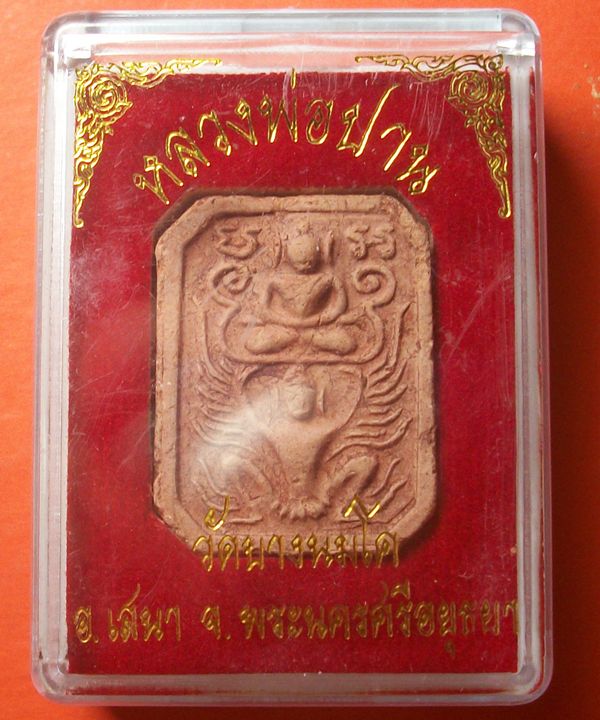 หลวงพ่อปาน
วัดบางนมโค
อ.เสนา จ.พระนครศรีอยุธยา